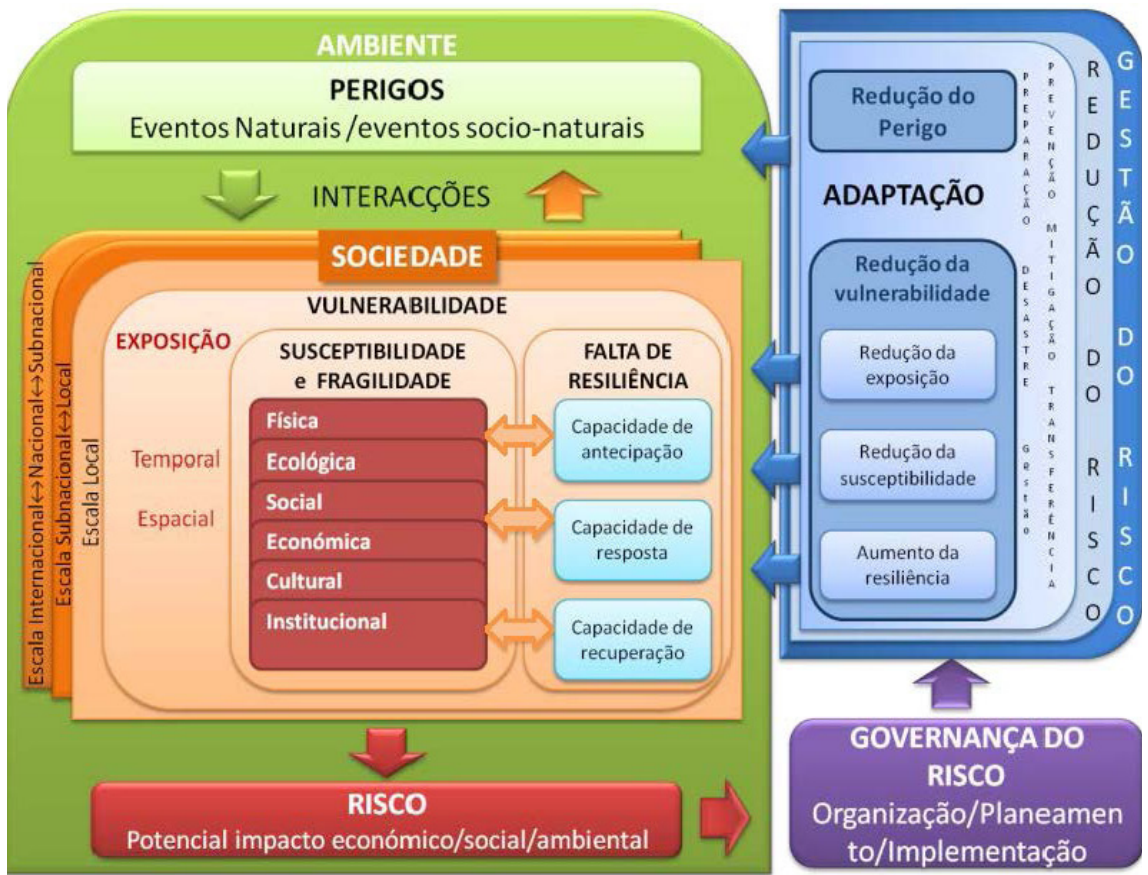 AMBIENTE
PERIGOS
Eventos Naturais /eventos socio-naturais
INTERACÇÕES
SOCIEDADE
Escala Internacional↔Nacional↔Subnacional
Escala Subnacional↔Local
Escala Local
VULNERABILIDADE
EXPOSIÇÃO
Temporal
Espacial
SUSCEPTIBILIDADE
e FRAGILIDADE
Física
Ecológica
Social
Económica
Cultural
Institucional
FALTA DE
RESILIÊNCIA
Capacidade de
antecipação
Capacidade
de
resposta
Capacidade de
recuperação
RISCO
Potencial impacto económico/social/ambiental
Redução do
Perigo
ADAPTAÇÃO
Redução da
vulnerabilidade
Redução da
exposição
Redução da
susceptibilidade
Aumento da
resiliência
PREPARAÇÃO DESASTRE Gestão
PREVENÇÃO MITIGAÇÃO TRANSFERÊNCIA
REDUÇÃO DO RISCO
GESTÃO DO RISCO
GOVERNANÇA DO
RISCO
Organização/Planeamen
to/Implementação